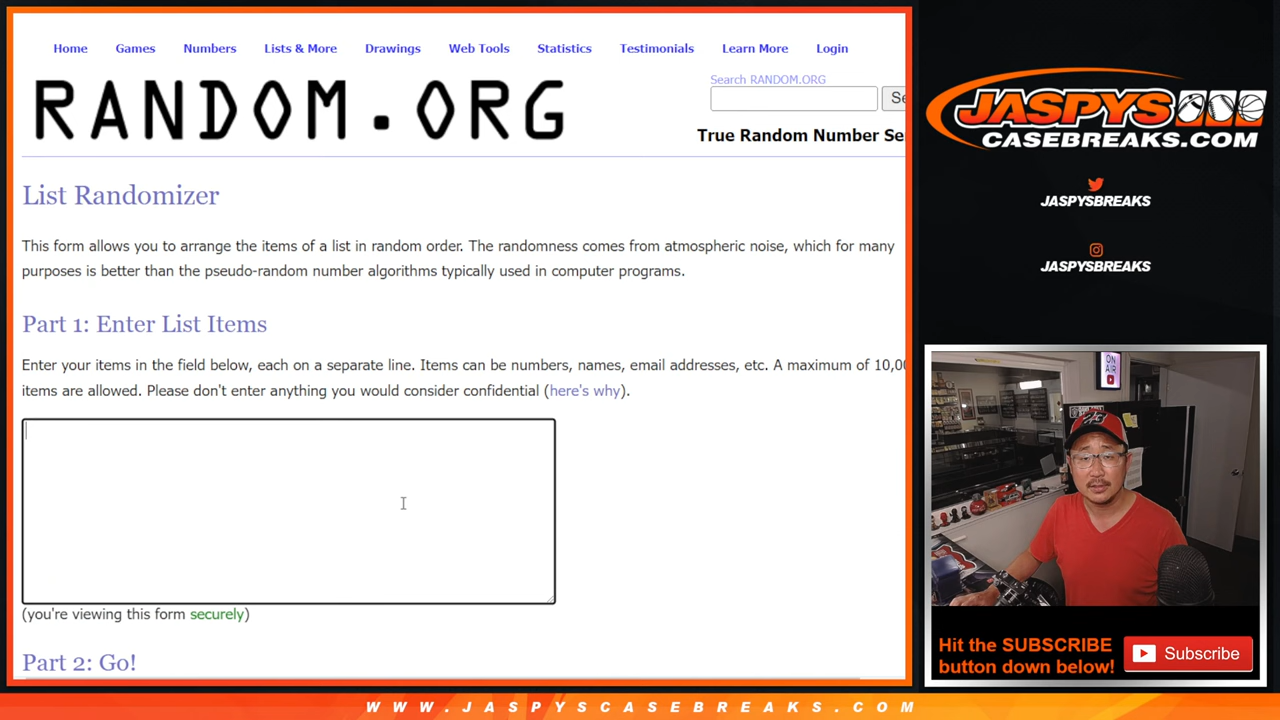 Home Games Numbers Lists & More Drawings Web Tools Statistics Testimonials Learn More Login
RANDOM.ORG
Search RANDOM.ORG
Se
True Random Number Se
List Randomizer
This form allows you to arrange the items of a list in random order. The randomness comes from atmospheric noise, which for many
purposes is better than the pseudo-random number algorithms typically used in computer programs.
Part 1: Enter List Items
Enter your items in the field below, each on a separate line. Items can be numbers, names, email addresses, etc. A maximum of 10,00
items are allowed. Please don't enter anything you would consider confidential (here's why).
(you're viewing this form securely)
Part 2: Go!
JASPYS
CASEBREAKS.COM
JASPYSBREAKS
JASPYSBREAKS
ON
AIR
Hit the SUBSCRIBE
button down below!
Subscribe
WWW.JASPYSCASEBREAKS.COM